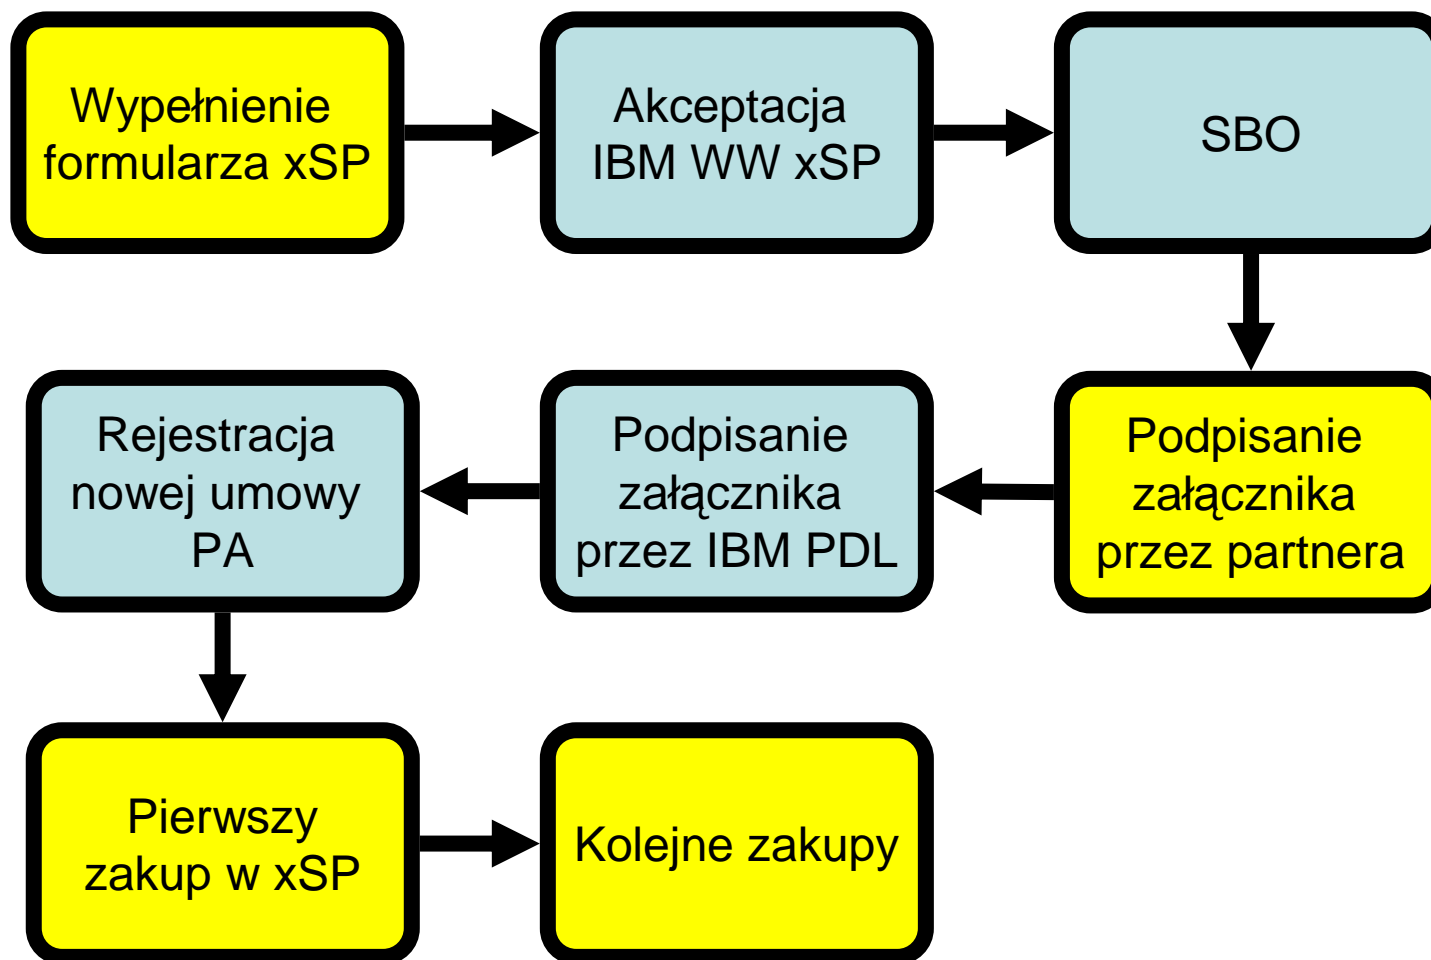 Wypełnienie
formularza xSP
Akceptacja
IBM WW xSP
SBO
Podpisanie
załącznika
przez partnera
Podpisanie
załącznika
przez IBM PDL
Rejestracja
nowej umowy
PA
Pierwszy
zakup w xSP
Kolejne zakupy